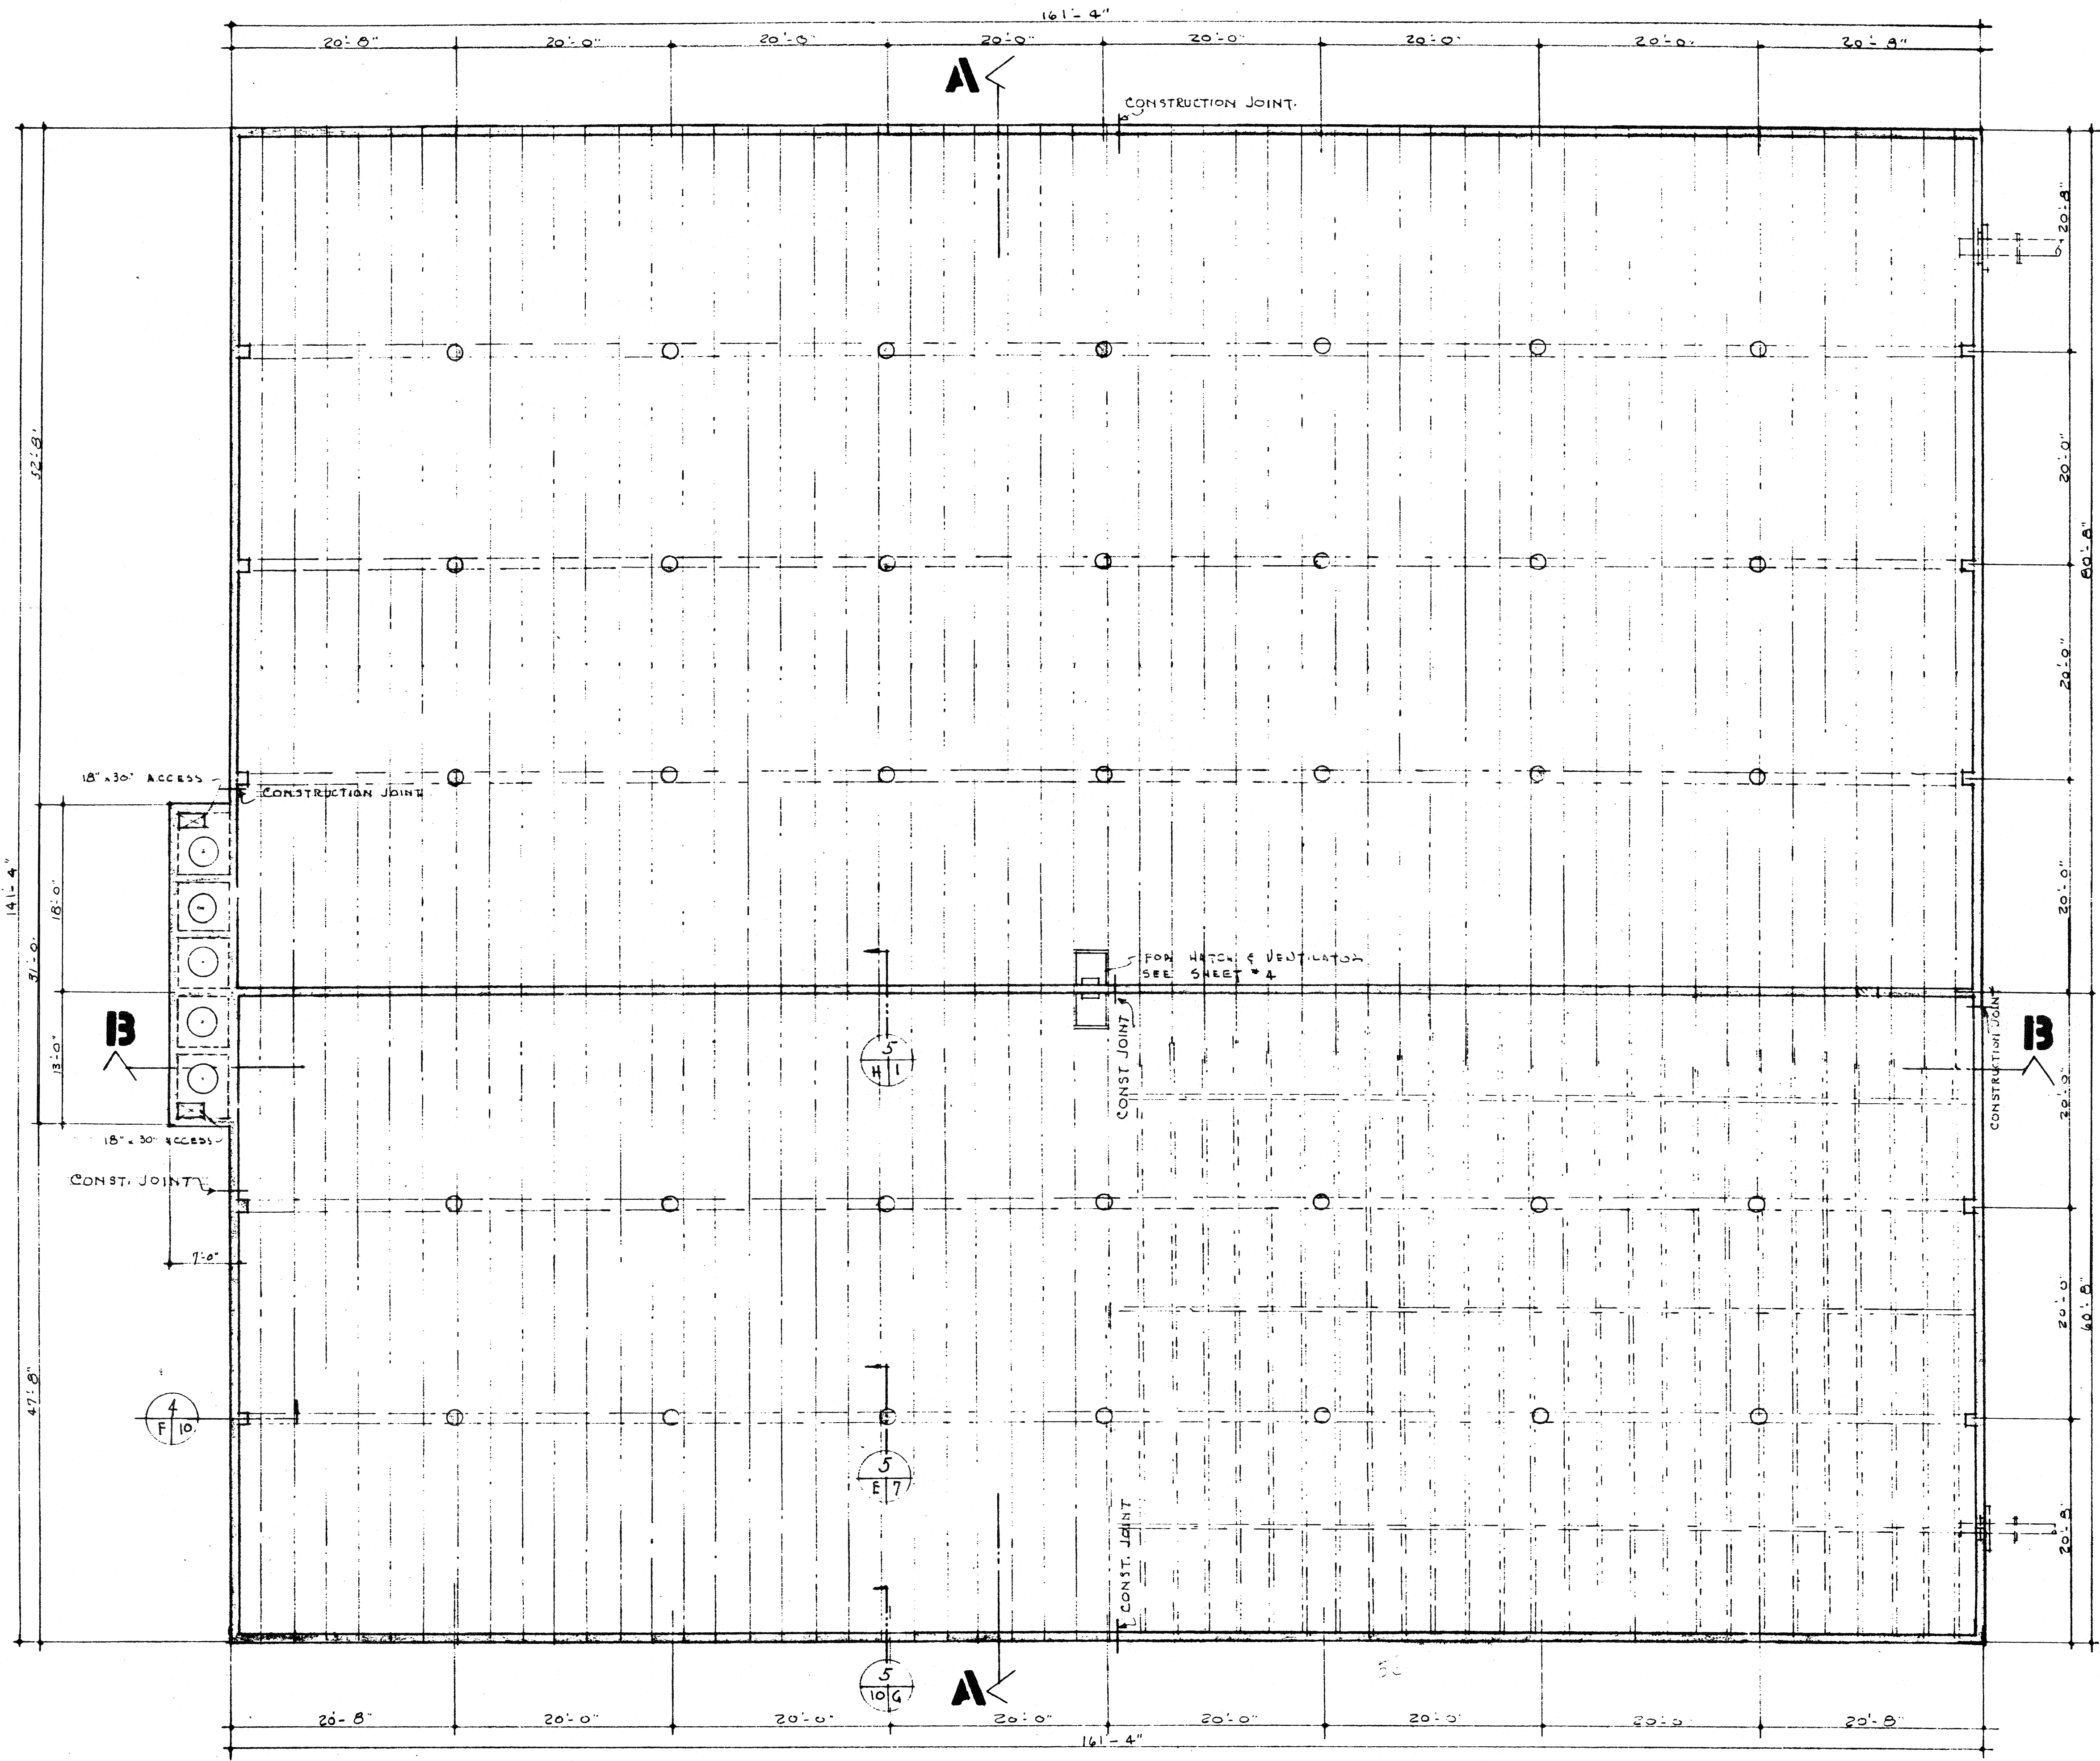 161'-4"
20'-8" 20'-0" 20'-0" 20'-0" 20'-0" 20'-0" 20'-0" 20'-8"
A
CONSTRUCTION JOINT.
20'-8"
52'-8"
20'-0"
80'-8"
20'-0"
18" x 30" ACCESS
CONSTRUCTION JOINT
141'-4"
18'-0"
20'-0"
31'-0"
FOR HATCH & VENTILATOR
SEE SHEET #4
B
13'-0"
5
H 1
CONST JOINT
CONSTRUCTION JOINT
B
20'-0"
18" x 30" ACCESS
CONST. JOINT
7'-0"
20'-0"
60'-8"
47'-8"
4
F 10
5
E 7
CONST. JOINT
20'-8"
5
10 G
A
20'-8" 20'-0" 20'-0" 20'-0" 20'-0" 20'-0 20'-0 20'-8"
161'-4"